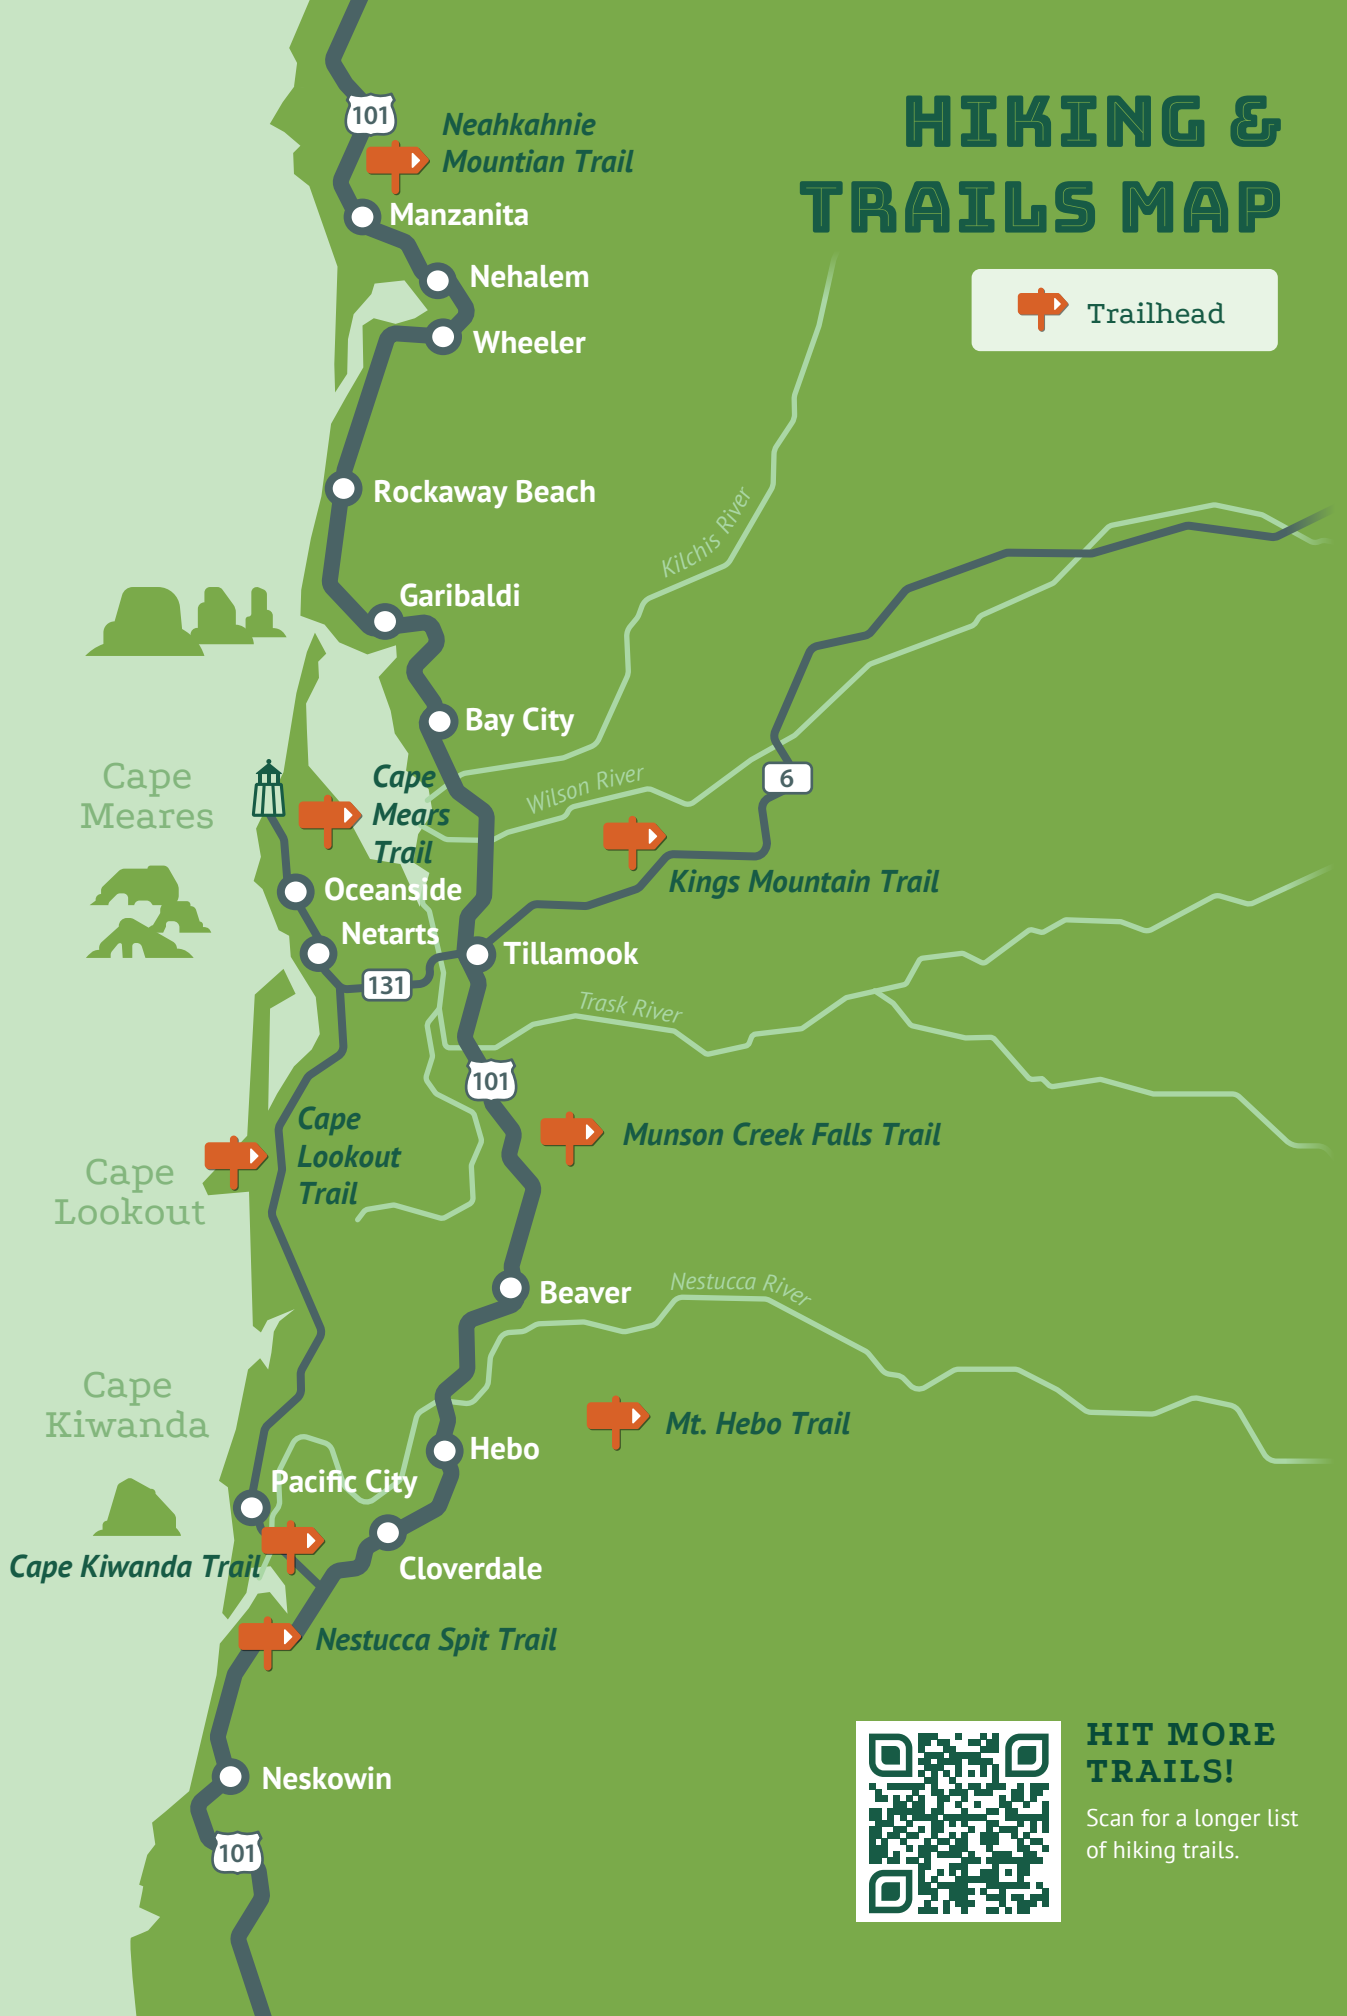 HIKING &
TRAILS MAP
Trailhead
101
Neahkahnie
Mountian Trail
Manzanita
Nehalem
Wheeler
Rockaway Beach
Kilchis River
Garibaldi
Bay City
Cape
Meares
Cape
Mears
Trail
Wilson River
6
Kings Mountain Trail
Oceanside
Netarts
Tillamook
131
Trask River
101
Cape
Lookout
Trail
Munson Creek Falls Trail
Cape
Lookout
Beaver
Nestucca River
Cape
Kiwanda
Mt. Hebo Trail
Hebo
Pacific City
Cape Kiwanda Trail
Cloverdale
Nestucca Spit Trail
Neskowin
101
HIT MORE
TRAILS!
Scan for a longer list
of hiking trails.